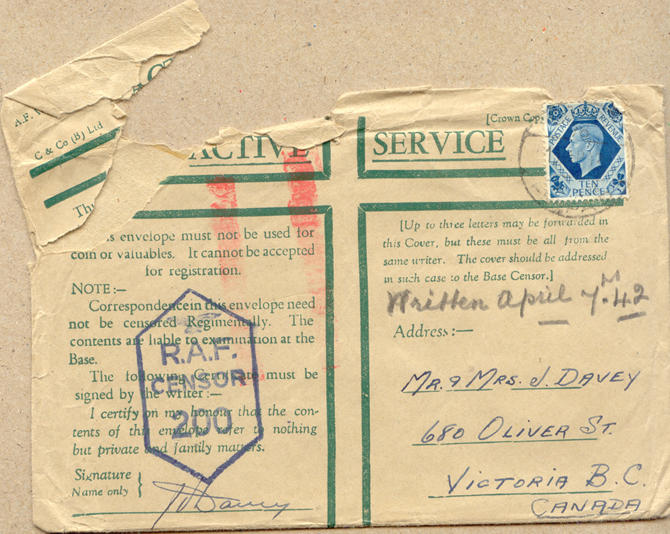 A.F.
C & Co (B) Ltd
ACTIVE
SERVICE
[Crown Cop
POSTAGE REVENUE
TEN
PENCE
Th
is envelope must not be used for
coin or valuables. It cannot be accepted
for registration.
NOTE:—
Correspondence in this envelope need
not be censored Regimentally. The
contents are liable to examination at the
Base.
The following Certificate must be
signed by the writer:—
I certify on my honour that the con-
tents of this envelope refer to nothing
but private and family matters.
Signature
Name only
J Davey
R.A.F.
CENSOR
200
[Up to three letters may be forwarded in
this Cover, but these must be all from the
same writer. The cover should be addressed
in such case to the Base Censor.]
Written April 7th 42
Address:—
MR. & MRS. J. DAVEY
680 OLIVER ST.
VICTORIA B.C.
CANADA